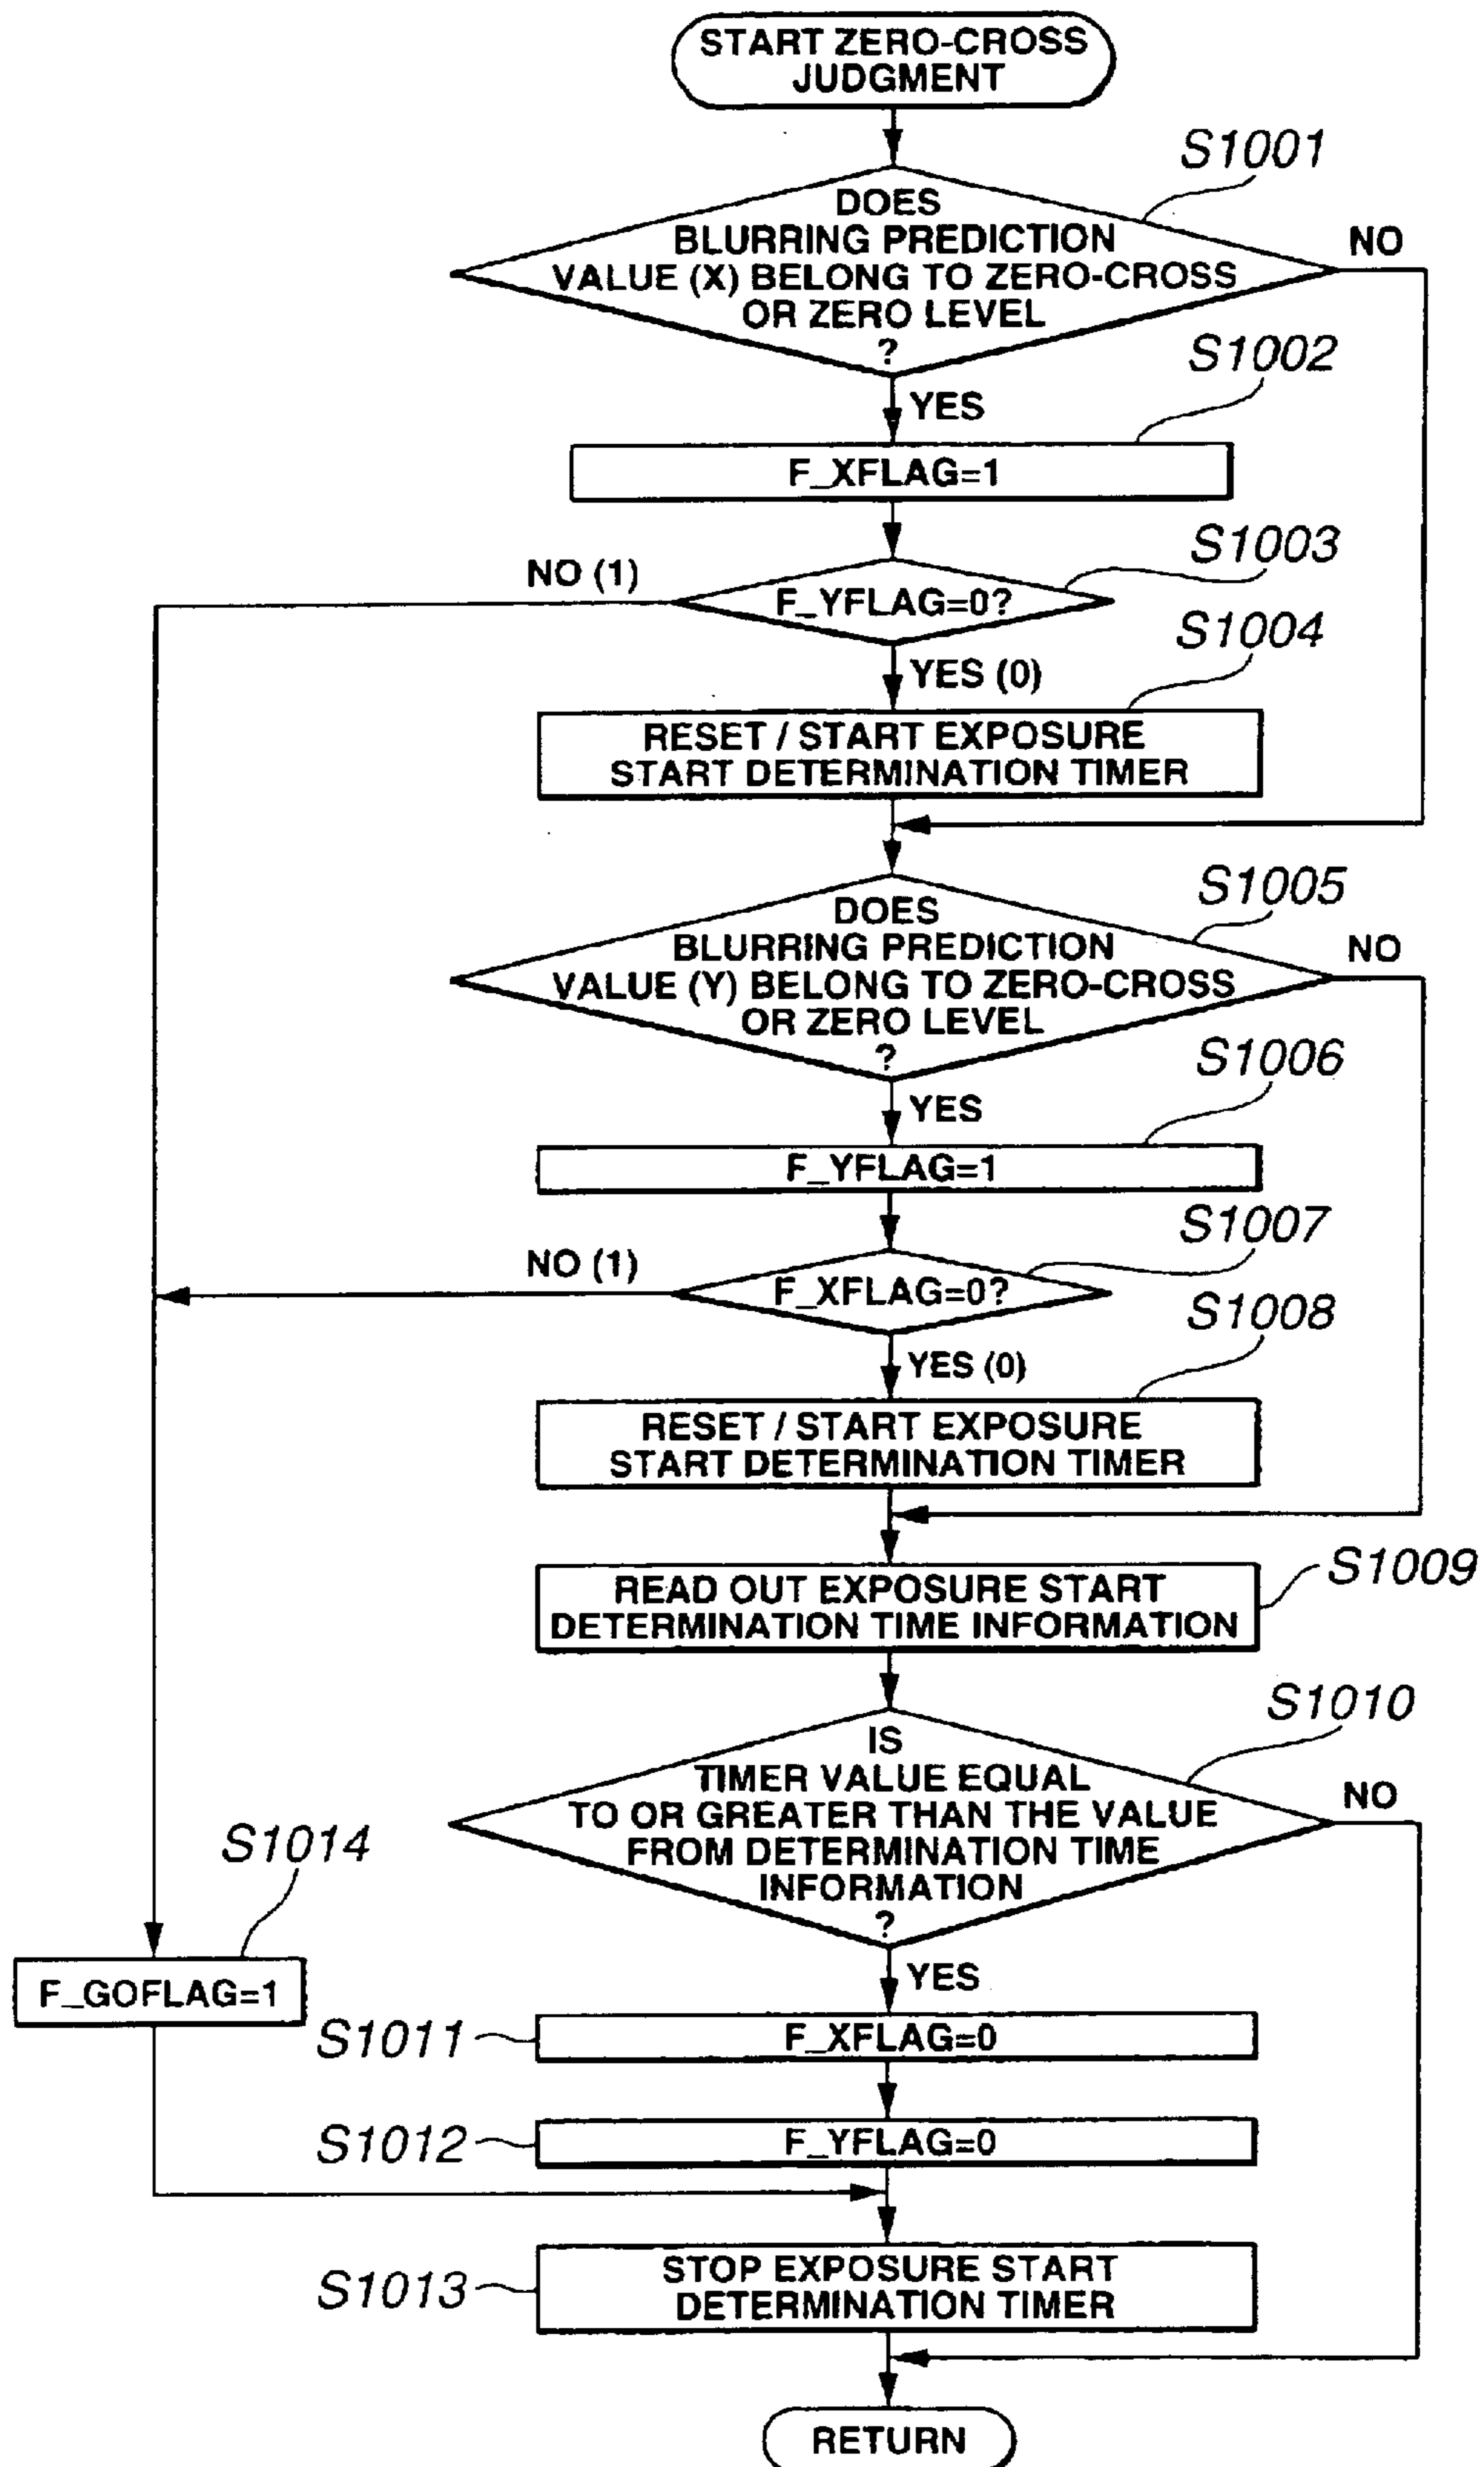 START ZERO-CROSS
JUDGMENT
S1001
DOES
BLURRING PREDICTION
VALUE (X) BELONG TO ZERO-CROSS
OR ZERO LEVEL
?
NO
S1002
YES
F_XFLAG=1
S1003
NO (1)
F_YFLAG=0?
S1004
YES (0)
RESET / START EXPOSURE
START DETERMINATION TIMER
S1005
DOES
BLURRING PREDICTION
VALUE (Y) BELONG TO ZERO-CROSS
OR ZERO LEVEL
?
NO
S1006
YES
F_YFLAG=1
S1007
NO (1)
F_XFLAG=0?
S1008
YES (0)
RESET / START EXPOSURE
START DETERMINATION TIMER
S1009
READ OUT EXPOSURE START
DETERMINATION TIME INFORMATION
S1010
IS
TIMER VALUE EQUAL
TO OR GREATER THAN THE VALUE
FROM DETERMINATION TIME
INFORMATION
?
NO
S1014
YES
F_GOFLAG=1
S1011
F_XFLAG=0
S1012
F_YFLAG=0
S1013
STOP EXPOSURE START
DETERMINATION TIMER
RETURN